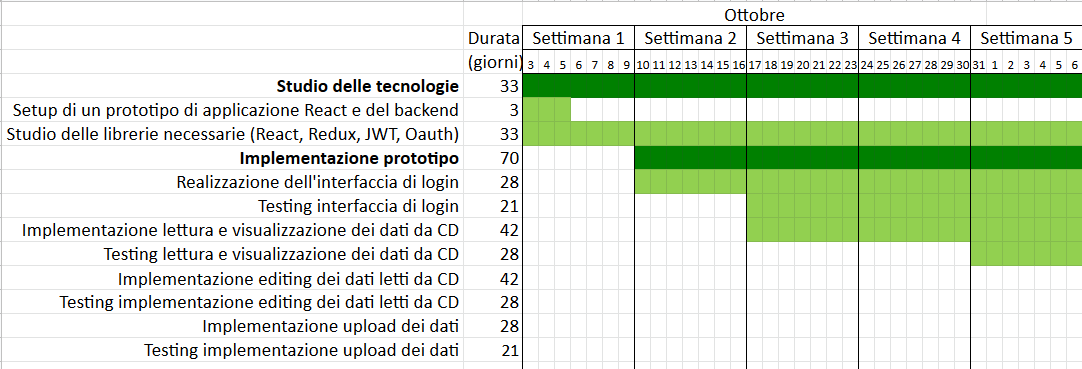 Ottobre
Durata Settimana 1 Settimana 2 Settimana 3 Settimana 4 Settimana 5
(giorni) 3 4 5 6 7 8 9 10 11 12 13 14 15 16 17 18 19 20 21 22 23 24 25 26 27 28 29 30 31 1 2 3 4 5 6
Studio delle tecnologie 33
Setup di un prototipo di applicazione React e del backend 3
Studio delle librerie necessarie (React, Redux, JWT, Oauth) 33
Implementazione prototipo 70
Realizzazione dell'interfaccia di login 28
Testing interfaccia di login 21
Implementazione lettura e visualizzazione dei dati da CD 42
Testing lettura e visualizzazione dei dati da CD 28
Implementazione editing dei dati letti da CD 42
Testing implementazione editing dei dati letti da CD 28
Implementazione upload dei dati 28
Testing implementazione upload dei dati 21